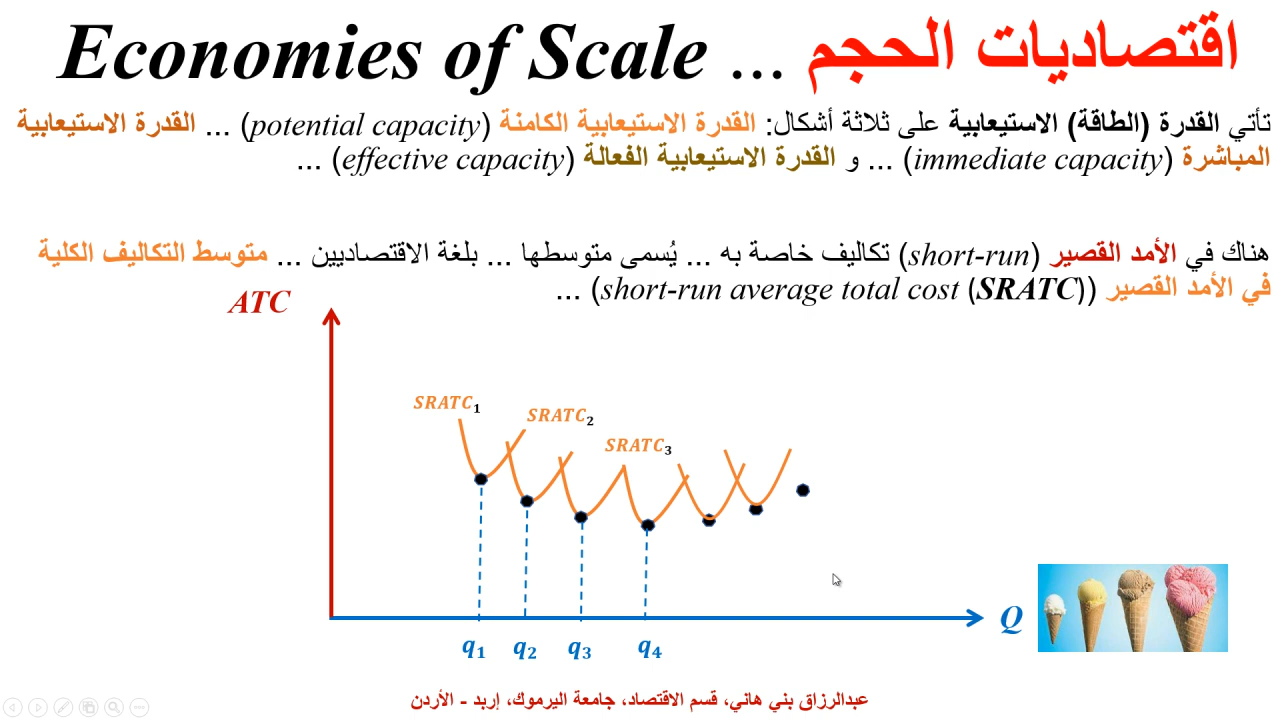 اقتصاديات الحجم ... Economies of Scale
تأتي القدرة (الطاقة) الاستيعابية على ثلاثة أشكال: القدرة الاستيعابية الكامنة (potential capacity) ... القدرة الاستيعابية
المباشرة (immediate capacity) ... و القدرة الاستيعابية الفعالة (effective capacity) ...
هناك في الأمد القصير (short-run) تكاليف خاصة به ... يُسمى متوسطها ... بلغة الاقتصاديين ... متوسط التكاليف الكلية
في الأمد القصير (short-run average total cost (SRATC)) ...
ATC
SRATC₁
SRATC₂
SRATC₃
Q
q₁ q₂ q₃ q₄
عبدالرزاق بني هاني، قسم الاقتصاد، جامعة اليرموك، إربد - الأردن